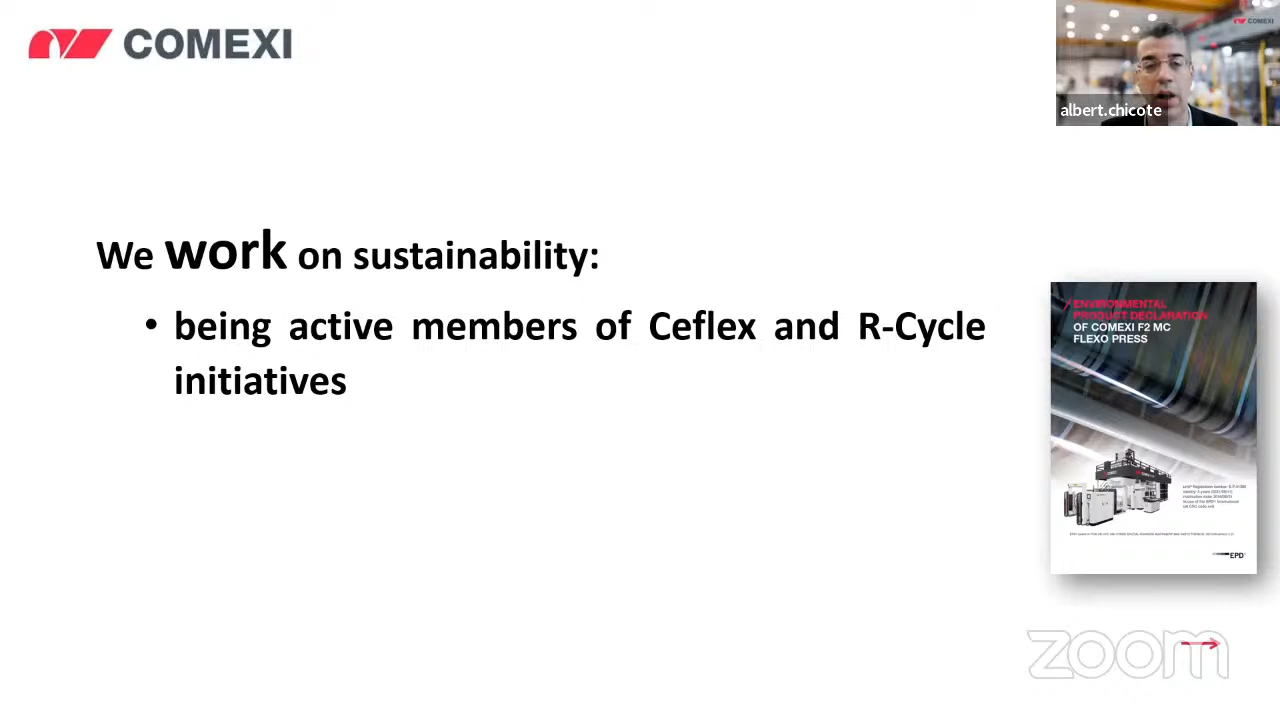 COMEXI
COMEXI
albert.chicote
We work on sustainability:
• being active members of Ceflex and R-Cycle
initiatives
ENVIRONMENTAL
PRODUCT DECLARATION
OF COMEXI F2 MC
FLEXO PRESS
EPD
zoom